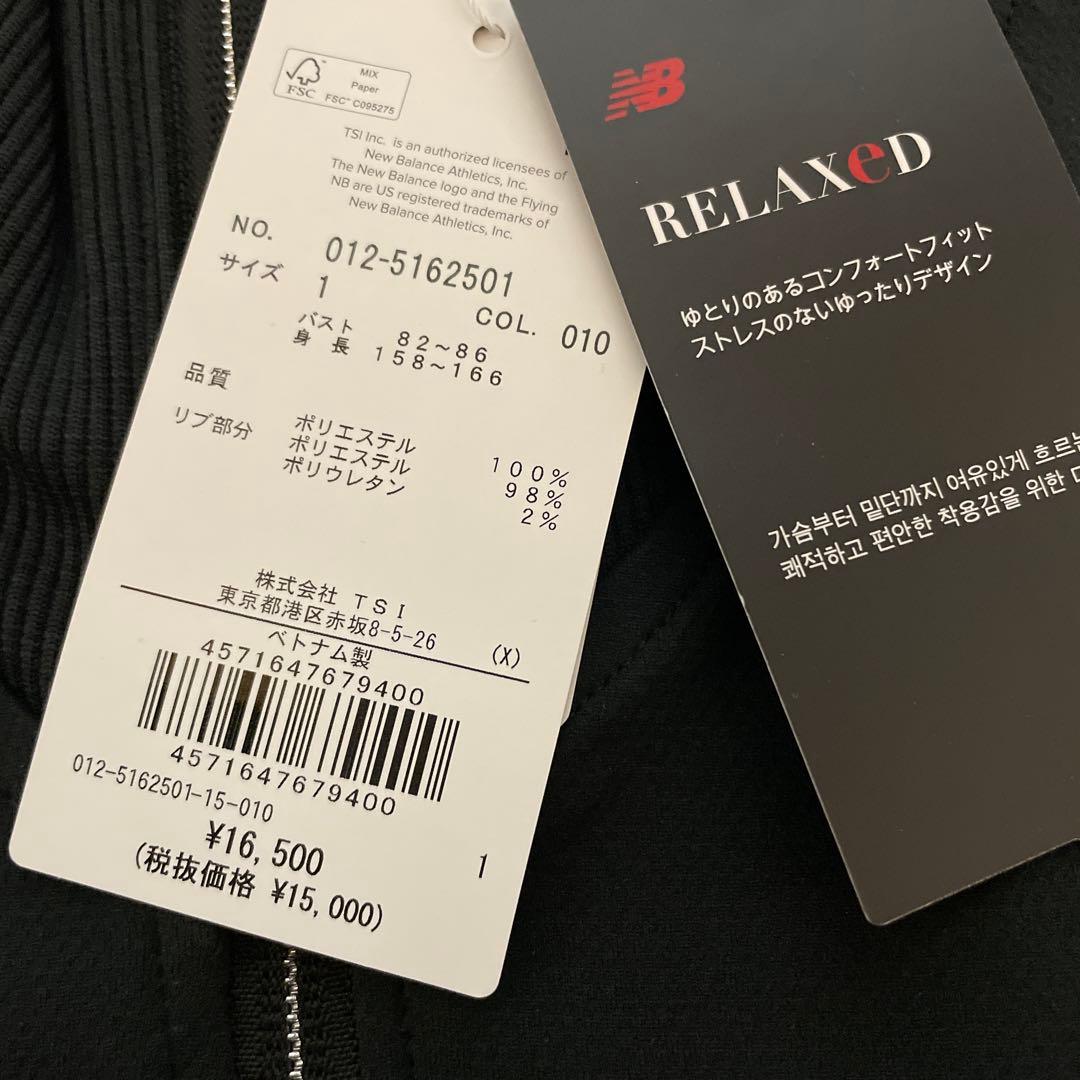 FSC
MIX
Paper
FSC™ C095275
TSI Inc. is an authorized licensees of
New Balance Athletics, Inc.
The New Balance logo and the Flying
NB are US registered trademarks of
New Balance Athletics, Inc.
NO. 012-5162501
サイズ 1 COL. 010
バスト 82～86
身長 158～166
品質
ポリエステル 100%
リブ部分 ポリエステル 98%
ポリウレタン 2%
株式会社 TSI
東京都港区赤坂8-5-26
ベトナム製 (X)
4571647679400
4571647679400
012-5162501-15-010
¥16,500
(税抜価格 ¥15,000)
1
NB
RELAXeD
ゆとりのあるコンフォートフィット
ストレスのないゆったりデザイン
가슴부터 밑단까지 여유있게 흐르는
쾌적하고 편안한 착용감을 위한